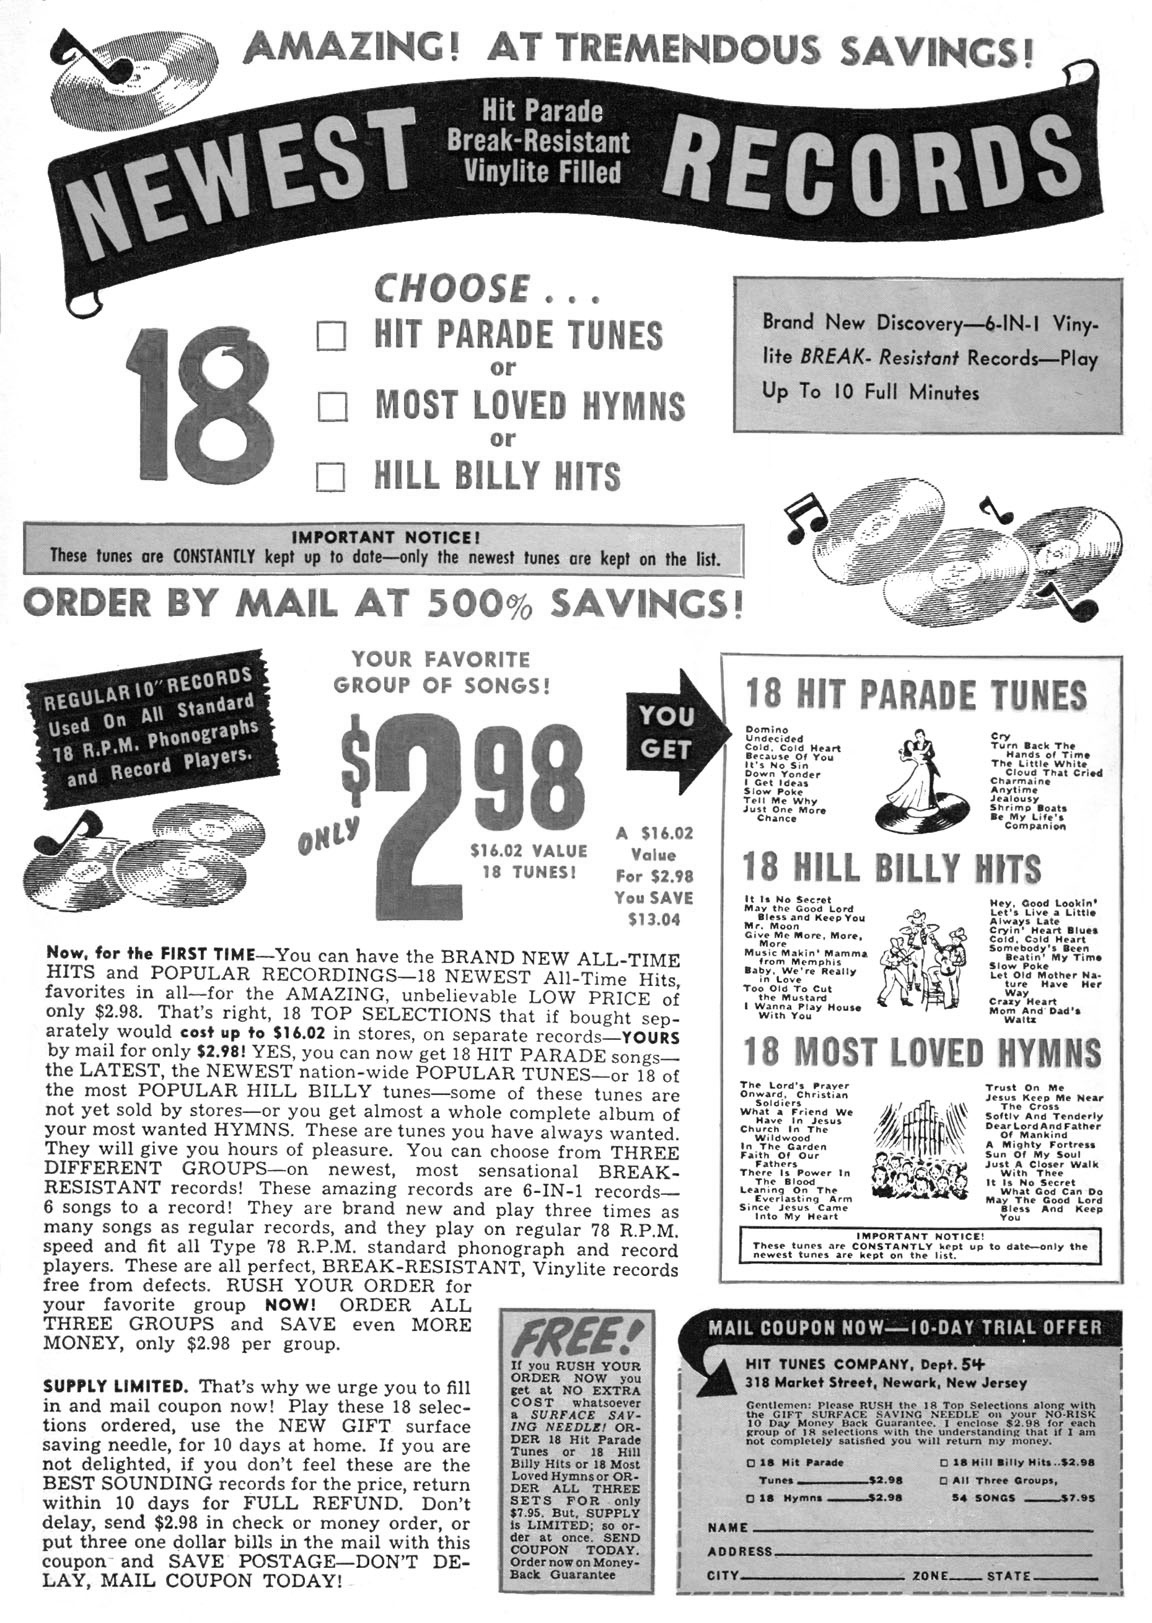 AMAZING! AT TREMENDOUS SAVINGS!
NEWEST
Hit Parade
Break-Resistant
Vinylite Filled
RECORDS
CHOOSE . . .
18
HIT PARADE TUNES
or
MOST LOVED HYMNS
or
HILL BILLY HITS
Brand New Discovery—6-IN-1 Viny-
lite BREAK- Resistant Records—Play
Up To 10 Full Minutes
IMPORTANT NOTICE!
These tunes are CONSTANTLY kept up to date—only the newest tunes are kept on the list.
ORDER BY MAIL AT 500% SAVINGS!
REGULAR 10" RECORDS
Used On All Standard
78 R.P.M. Phonographs
and Record Players.
YOUR FAVORITE
GROUP OF SONGS!
ONLY
$2.98
$16.02 VALUE
18 TUNES!
YOU
GET
A $16.02
Value
For $2.98
You SAVE
$13.04
18 HIT PARADE TUNES
Domino
Undecided
Cold, Cold Heart
Because Of You
It's No Sin
Down Yonder
I Get Ideas
Slow Poke
Tell Me Why
Just One More
Chance
Cry
Turn Back The
Hands of Time
The Little White
Cloud That Cried
Charmaine
Anytime
Jealousy
Shrimp Boats
Be My Life's
Companion
18 HILL BILLY HITS
It Is No Secret
May the Good Lord
Bless and Keep You
Mr. Moon
Give Me More, More,
More
Music Makin' Mamma
from Memphis
Baby, We're Really
in Love
Too Old To Cut
the Mustard
I Wanna Play House
With You
Hey, Good Lookin'
Let's Live a Little
Always Late
Cryin' Heart Blues
Cold, Cold Heart
Somebody's Been
Beatin' My Time
Slow Poke
Let Old Mother Na-
ture Have Her
Way
Crazy Heart
Mom And Dad's
Waltz
18 MOST LOVED HYMNS
The Lord's Prayer
Onward, Christian
Soldiers
What a Friend We
Have In Jesus
Church In The
Wildwood
In The Garden
Faith Of Our
Fathers
There Is Power In
The Blood
Leaning On The
Everlasting Arm
Since Jesus Came
Into My Heart
Trust On Me
Jesus Keep Me Near
The Cross
Softly And Tenderly
Dear Lord And Father
Of Mankind
A Mighty Fortress
Sun Of My Soul
Just A Closer Walk
With Thee
It Is No Secret
What God Can Do
May The Good Lord
Bless And Keep
You
IMPORTANT NOTICE!
These tunes are CONSTANTLY kept up to date—only the
newest tunes are kept on the list.
Now, for the FIRST TIME—You can have the BRAND NEW ALL-TIME
HITS and POPULAR RECORDINGS—18 NEWEST All-Time Hits,
favorites in all—for the AMAZING, unbelievable LOW PRICE of
only $2.98. That's right, 18 TOP SELECTIONS that if bought sep-
arately would cost up to $16.02 in stores, on separate records—YOURS
by mail for only $2.98! YES, you can now get 18 HIT PARADE songs—
the LATEST, the NEWEST nation-wide POPULAR TUNES—or 18 of
the most POPULAR HILL BILLY tunes—some of these tunes are
not yet sold by stores—or you get almost a whole complete album of
your most wanted HYMNS. These are tunes you have always wanted.
They will give you hours of pleasure. You can choose from THREE
DIFFERENT GROUPS—on newest, most sensational BREAK-
RESISTANT records! These amazing records are 6-IN-1 records—
6 songs to a record! They are brand new and play three times as
many songs as regular records, and they play on regular 78 R.P.M.
speed and fit all Type 78 R.P.M. standard phonograph and record
players. These are all perfect, BREAK-RESISTANT, Vinylite records
free from defects. RUSH YOUR ORDER for
your favorite group NOW! ORDER ALL
THREE GROUPS and SAVE even MORE
MONEY, only $2.98 per group.
SUPPLY LIMITED. That's why we urge you to fill
in and mail coupon now! Play these 18 selec-
tions ordered, use the NEW GIFT surface
saving needle, for 10 days at home. If you are
not delighted, if you don't feel these are the
BEST SOUNDING records for the price, return
within 10 days for FULL REFUND. Don't
delay, send $2.98 in check or money order, or
put three one dollar bills in the mail with this
coupon and SAVE POSTAGE—DON'T DE-
LAY, MAIL COUPON TODAY!
FREE!
If you RUSH YOUR
ORDER NOW you
get at NO EXTRA
COST whatsoever
a SURFACE SAV-
ING NEEDLE! OR-
DER 18 Hit Parade
Tunes or 18 Hill
Billy Hits or 18 Most
Loved Hymns or OR-
DER ALL THREE
SETS FOR only
$7.95. But, SUPPLY
is LIMITED; so or-
der at once. SEND
COUPON TODAY.
Order now on Money-
Back Guarantee
MAIL COUPON NOW—10-DAY TRIAL OFFER
HIT TUNES COMPANY, Dept. 54
318 Market Street, Newark, New Jersey
Gentlemen: Please RUSH the 18 Top Selections along with
the GIFT SURFACE SAVING NEEDLE on your NO-RISK
10 Day Money Back Guarantee. I enclose $2.98 for each
group of 18 selections with the understanding that if I am
not completely satisfied you will return my money.
18 Hit Parade
Tunes $2.98
18 Hymns $2.98
18 Hill Billy Hits..$2.98
All Three Groups,
54 SONGS $7.95
NAME
ADDRESS
CITY ZONE STATE